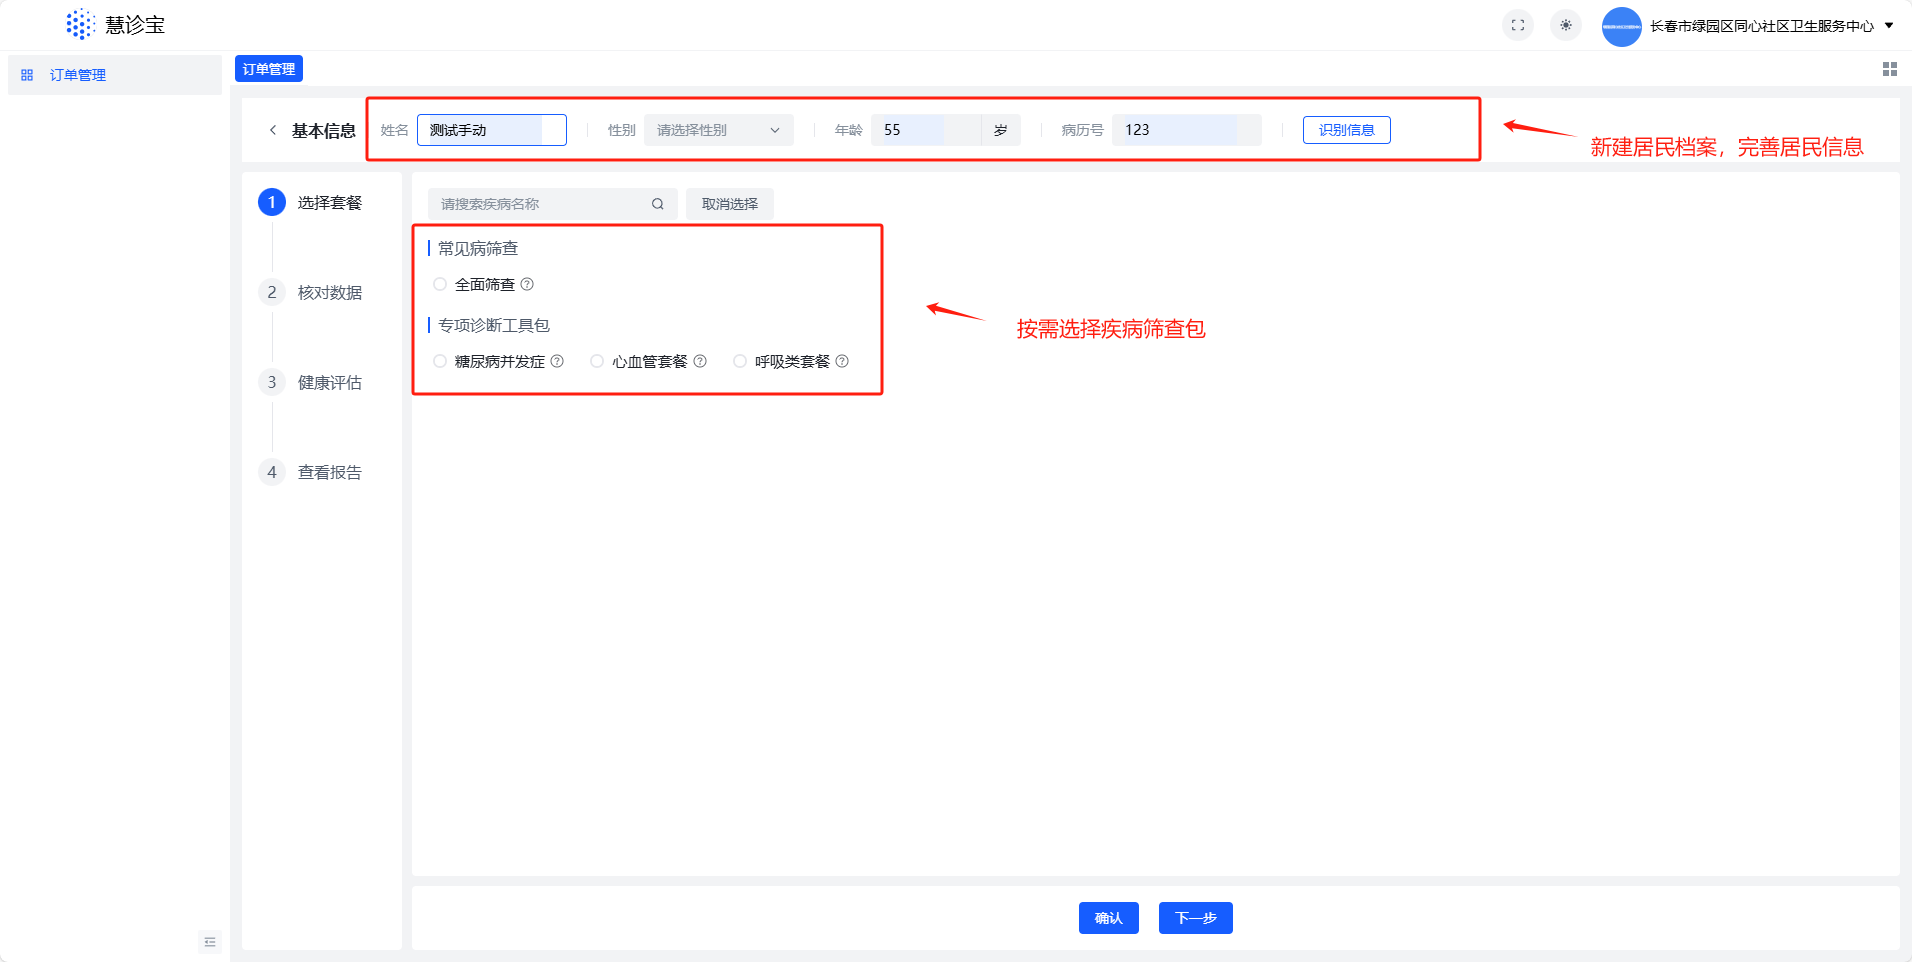 慧诊宝
长春市绿园区同心社区卫生服务中心
订单管理
订单管理
基本信息
姓名 测试手动 性别 请选择性别 年龄 55 岁 病历号 123 识别信息
新建居民档案，完善居民信息
1 选择套餐
2 核对数据
3 健康评估
4 查看报告
请搜索疾病名称 取消选择
常见病筛查
全面筛查
专项诊断工具包
糖尿病并发症 心血管套餐 呼吸类套餐
按需选择疾病筛查包
确认 下一步